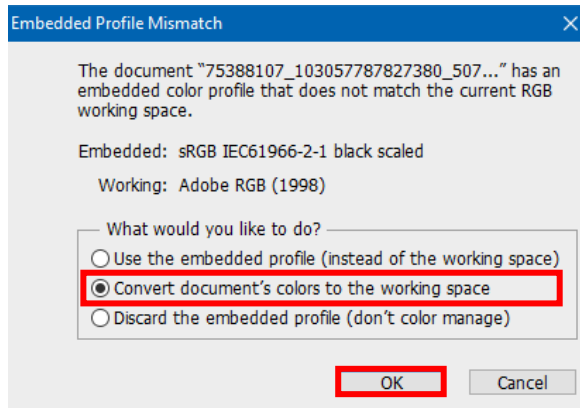 Embedded Profile Mismatch
The document “75388107_103057787827380_507...” has an
embedded color profile that does not match the current RGB
working space.
Embedded: sRGB IEC61966-2-1 black scaled
Working: Adobe RGB (1998)
What would you like to do?
Use the embedded profile (instead of the working space)
Convert document’s colors to the working space
Discard the embedded profile (don’t color manage)
OK Cancel